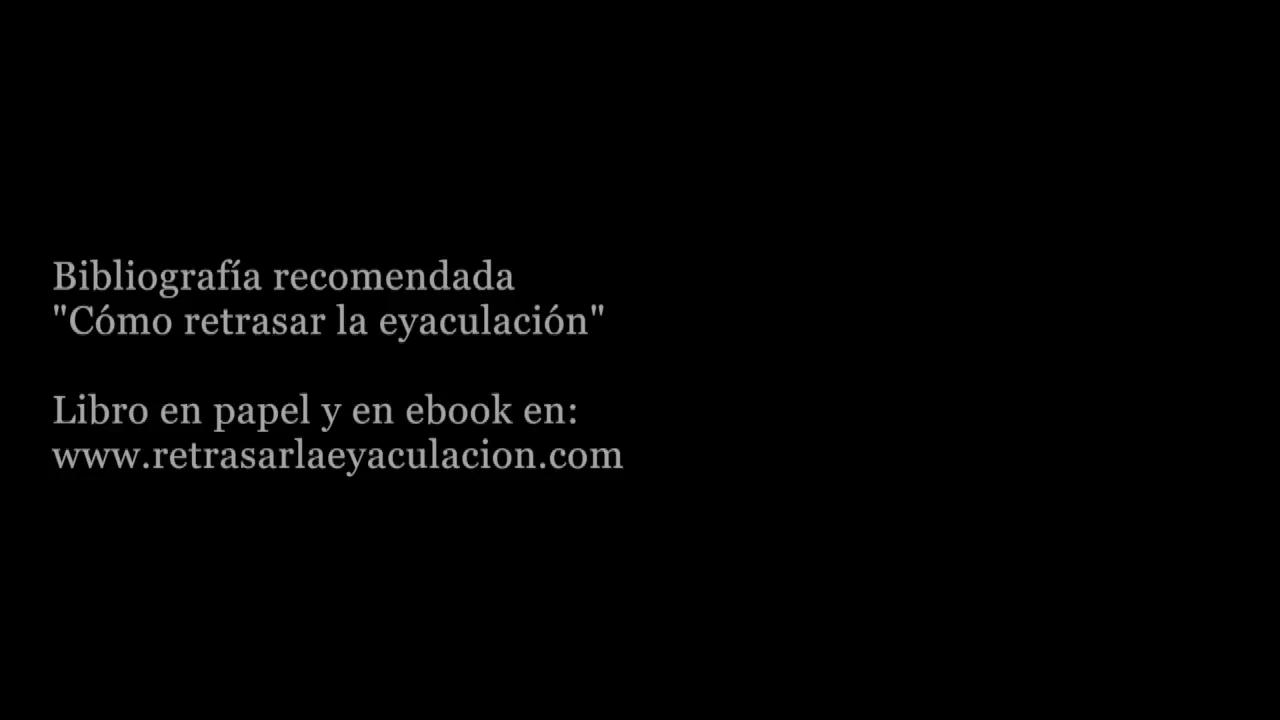 Bibliografía recomendada
"Cómo retrasar la eyaculación"
Libro en papel y en ebook en:
www.retrasarlaeyaculacion.com